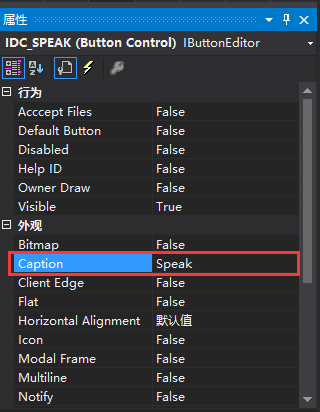 属性
IDC_SPEAK (Button Control) IButtonEditor
行为
Acccept Files False
Default Button False
Disabled False
Help ID False
Owner Draw False
Visible True
外观
Bitmap False
Caption Speak
Client Edge False
Flat False
Horizontal Alignment 默认值
Icon False
Modal Frame False
Multiline False
Notify False